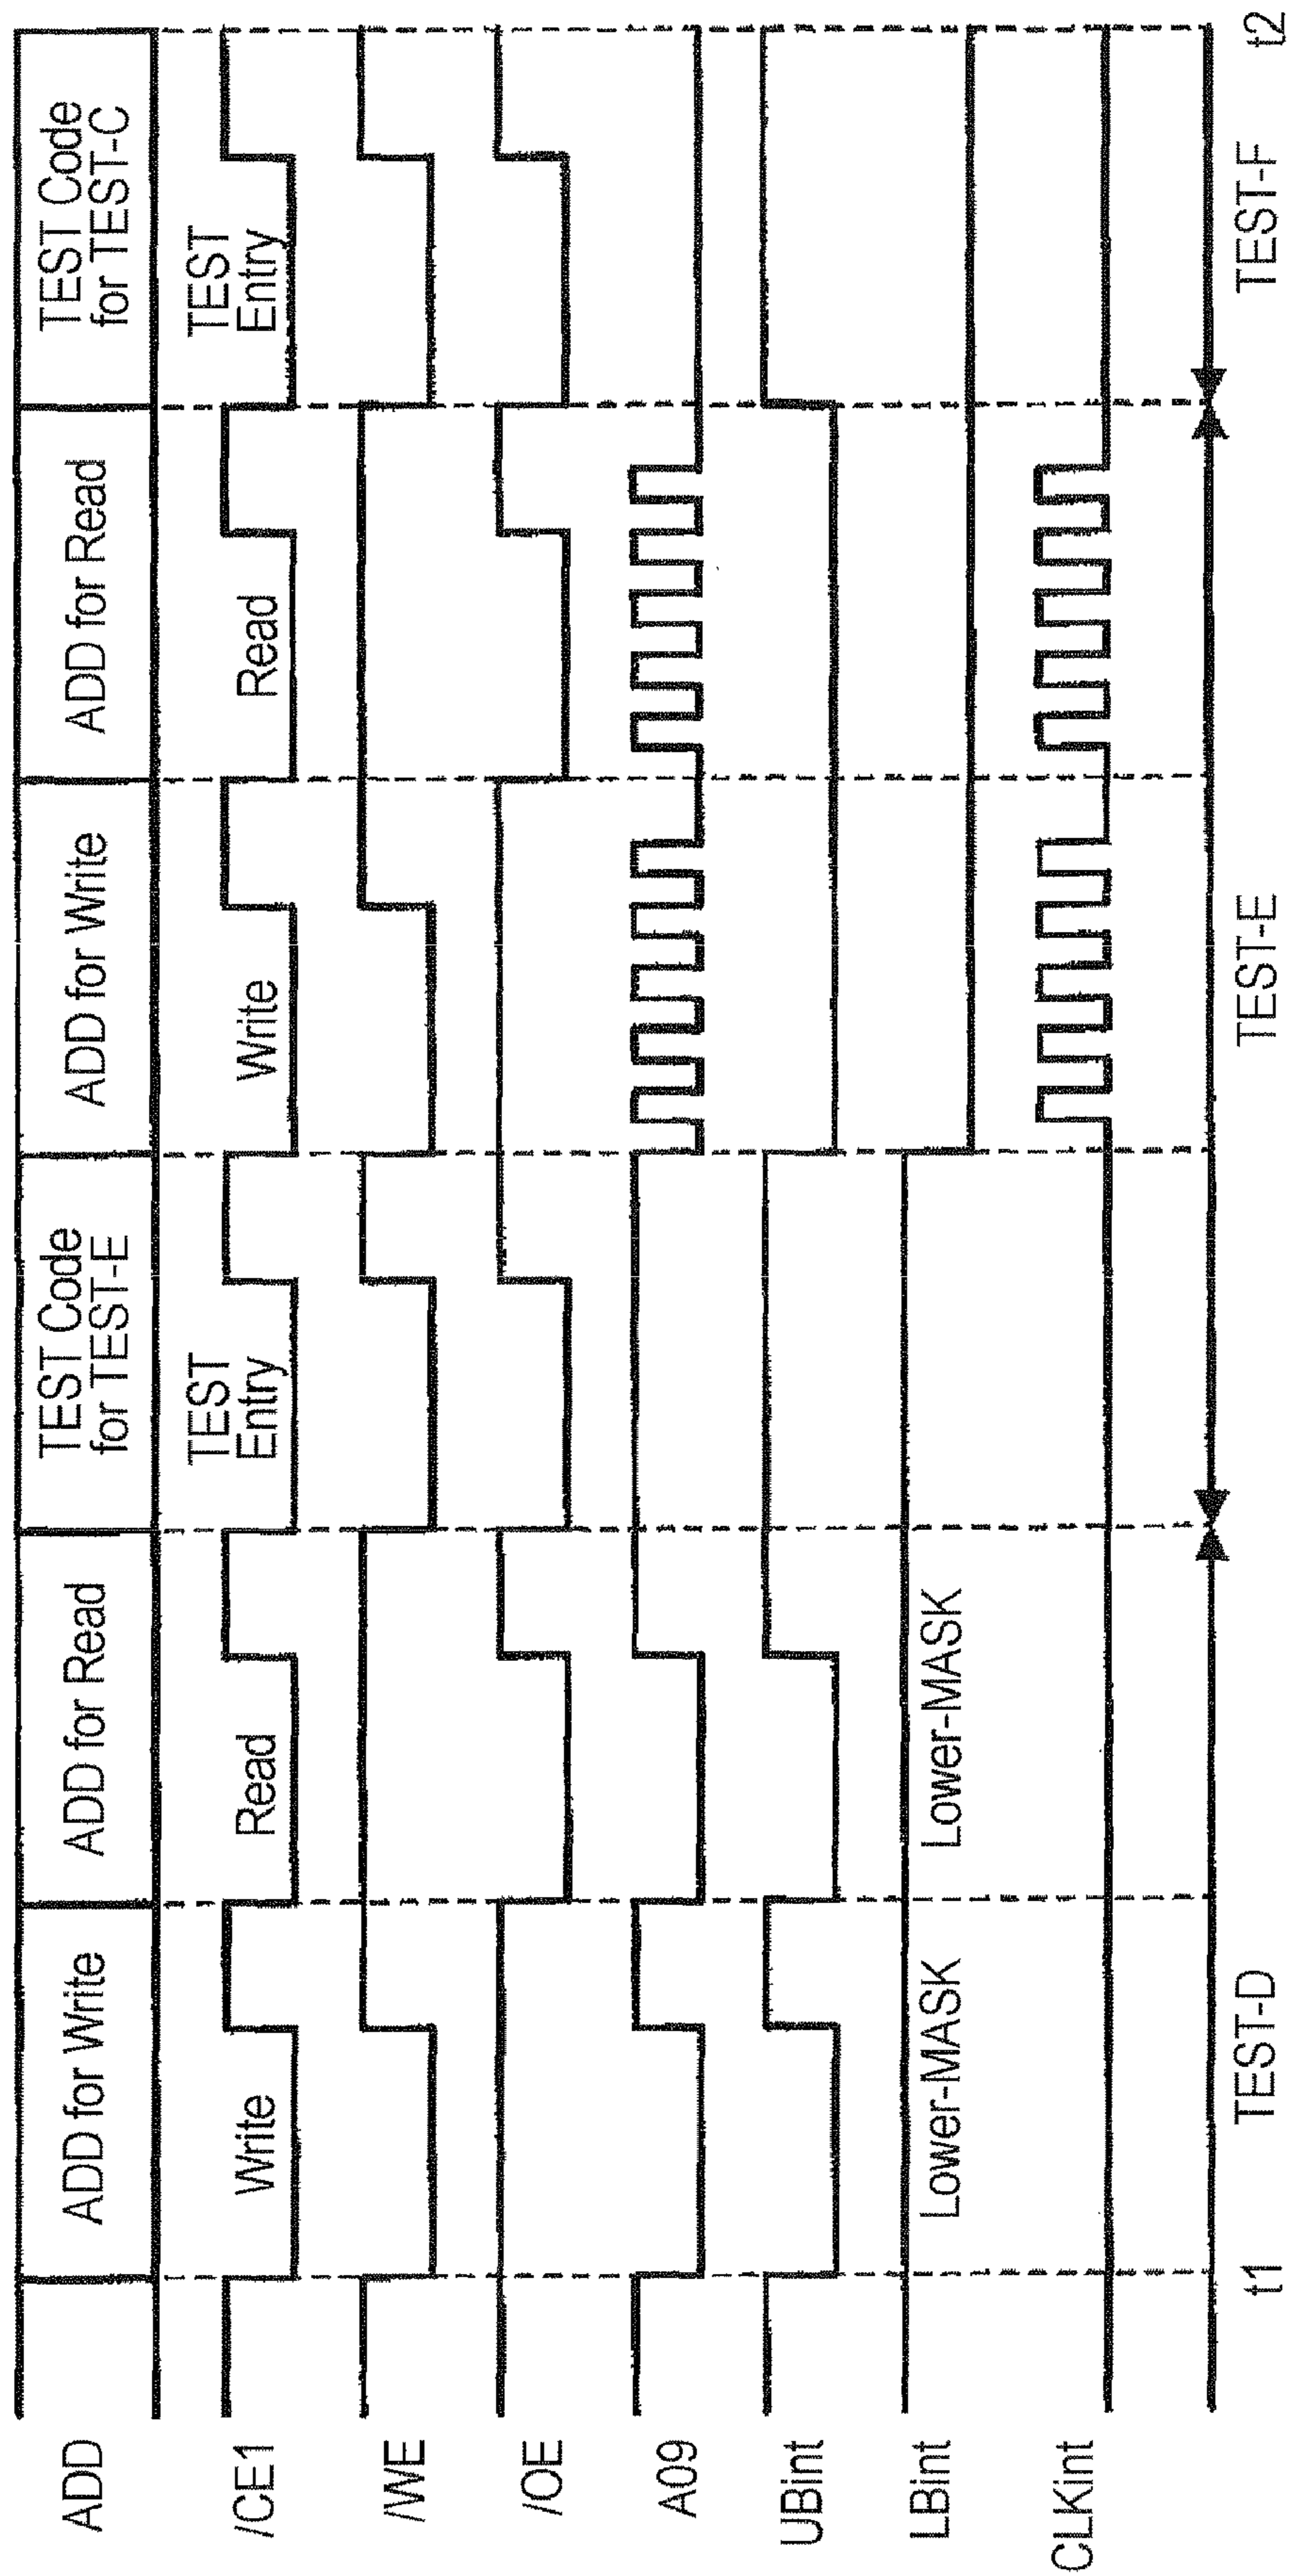 ADD
ADD for Write
ADD for Read
TEST Code
for TEST-E
ADD for Write
ADD for Read
TEST Code
for TEST-C
/CE1
Write
Read
TEST
Entry
Write
Read
TEST
Entry
/WE
/OE
A09
UBint
LBint
Lower-MASK
Lower-MASK
CLKint
t1
TEST-D
TEST-E
TEST-F
t2